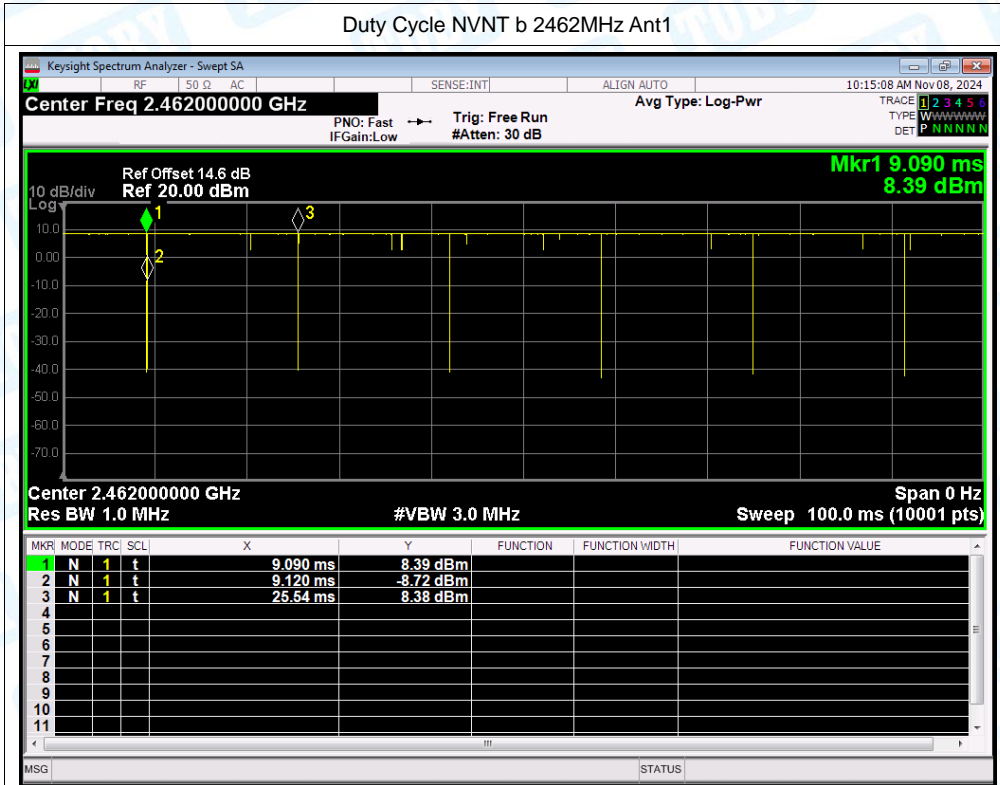 Duty Cycle NVNT b 2462MHz Ant1
Keysight Spectrum Analyzer - Swept SA
LXI RF 50 Ω AC SENSE:INT ALIGN AUTO 10:15:08 AM Nov 08, 2024
Center Freq 2.462000000 GHz Avg Type: Log-Pwr TRACE 1 2 3 4 5 6
PNO: Fast Trig: Free Run TYPE WWWWWWW
IFGain:Low #Atten: 30 dB DET P N N N N N
Mkr1 9.090 ms
8.39 dBm
Ref Offset 14.6 dB
10 dB/div Ref 20.00 dBm
Log
1 3
10.0
0.00
2
-10.0
-20.0
-30.0
-40.0
-50.0
-60.0
-70.0
Center 2.462000000 GHz Span 0 Hz
Res BW 1.0 MHz #VBW 3.0 MHz Sweep 100.0 ms (10001 pts)
MKR MODE TRC SCL X Y FUNCTION FUNCTION WIDTH FUNCTION VALUE
1 N 1 t 9.090 ms 8.39 dBm
2 N 1 t 9.120 ms -8.72 dBm
3 N 1 t 25.54 ms 8.38 dBm
4
5
6
7
8
9
10
11
MSG STATUS